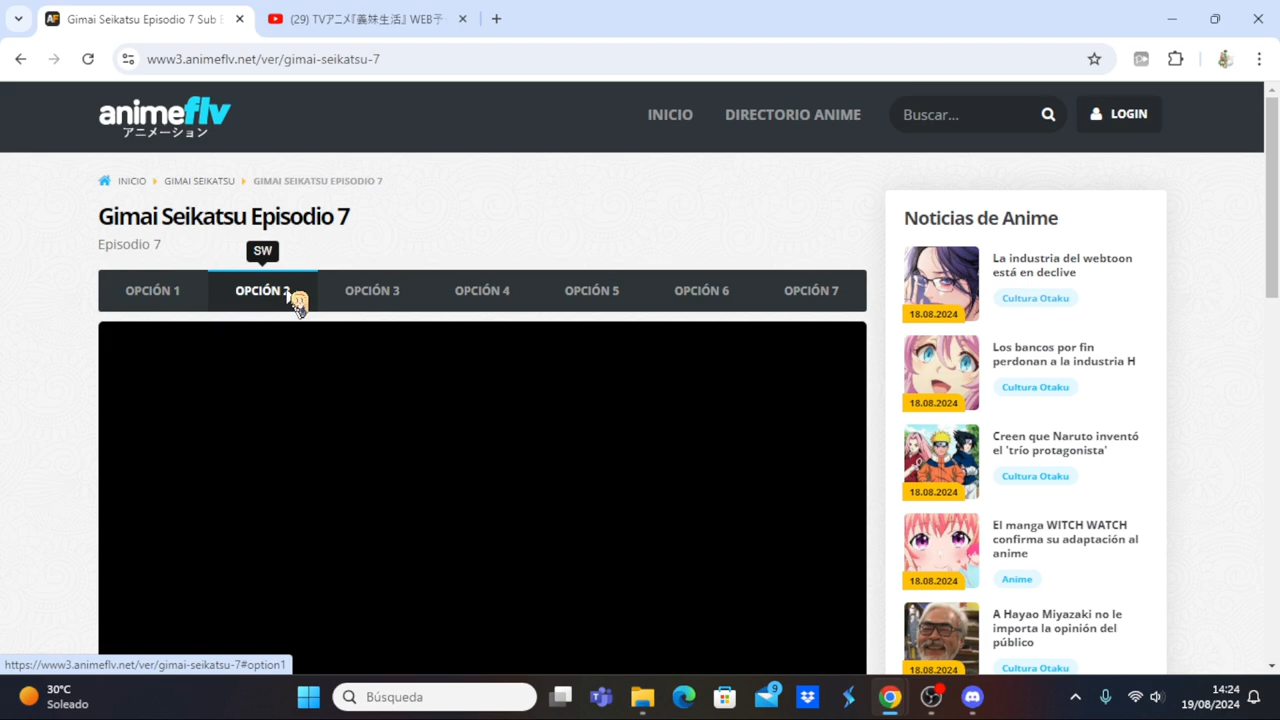 Gimai Seikatsu Episodio 7 Sub E
(29) TVアニメ『義妹生活』 WEB予
www3.animeflv.net/ver/gimai-seikatsu-7
animeflv
アニメーション
INICIO
DIRECTORIO ANIME
Buscar...
LOGIN
INICIO
GIMAI SEIKATSU
GIMAI SEIKATSU EPISODIO 7
Gimai Seikatsu Episodio 7
Episodio 7
SW
OPCIÓN 1
OPCIÓN 2
OPCIÓN 3
OPCIÓN 4
OPCIÓN 5
OPCIÓN 6
OPCIÓN 7
Noticias de Anime
La industria del webtoon
está en declive
Cultura Otaku
18.08.2024
Los bancos por fin
perdonan a la industria H
Cultura Otaku
18.08.2024
Creen que Naruto inventó
el 'trío protagonista'
Cultura Otaku
18.08.2024
El manga WITCH WATCH
confirma su adaptación al
anime
Anime
18.08.2024
A Hayao Miyazaki no le
importa la opinión del
público
Cultura Otaku
18.08.2024
https://www3.animeflv.net/ver/gimai-seikatsu-7#option1
30°C
Soleado
Búsqueda
9
14:24
19/08/2024